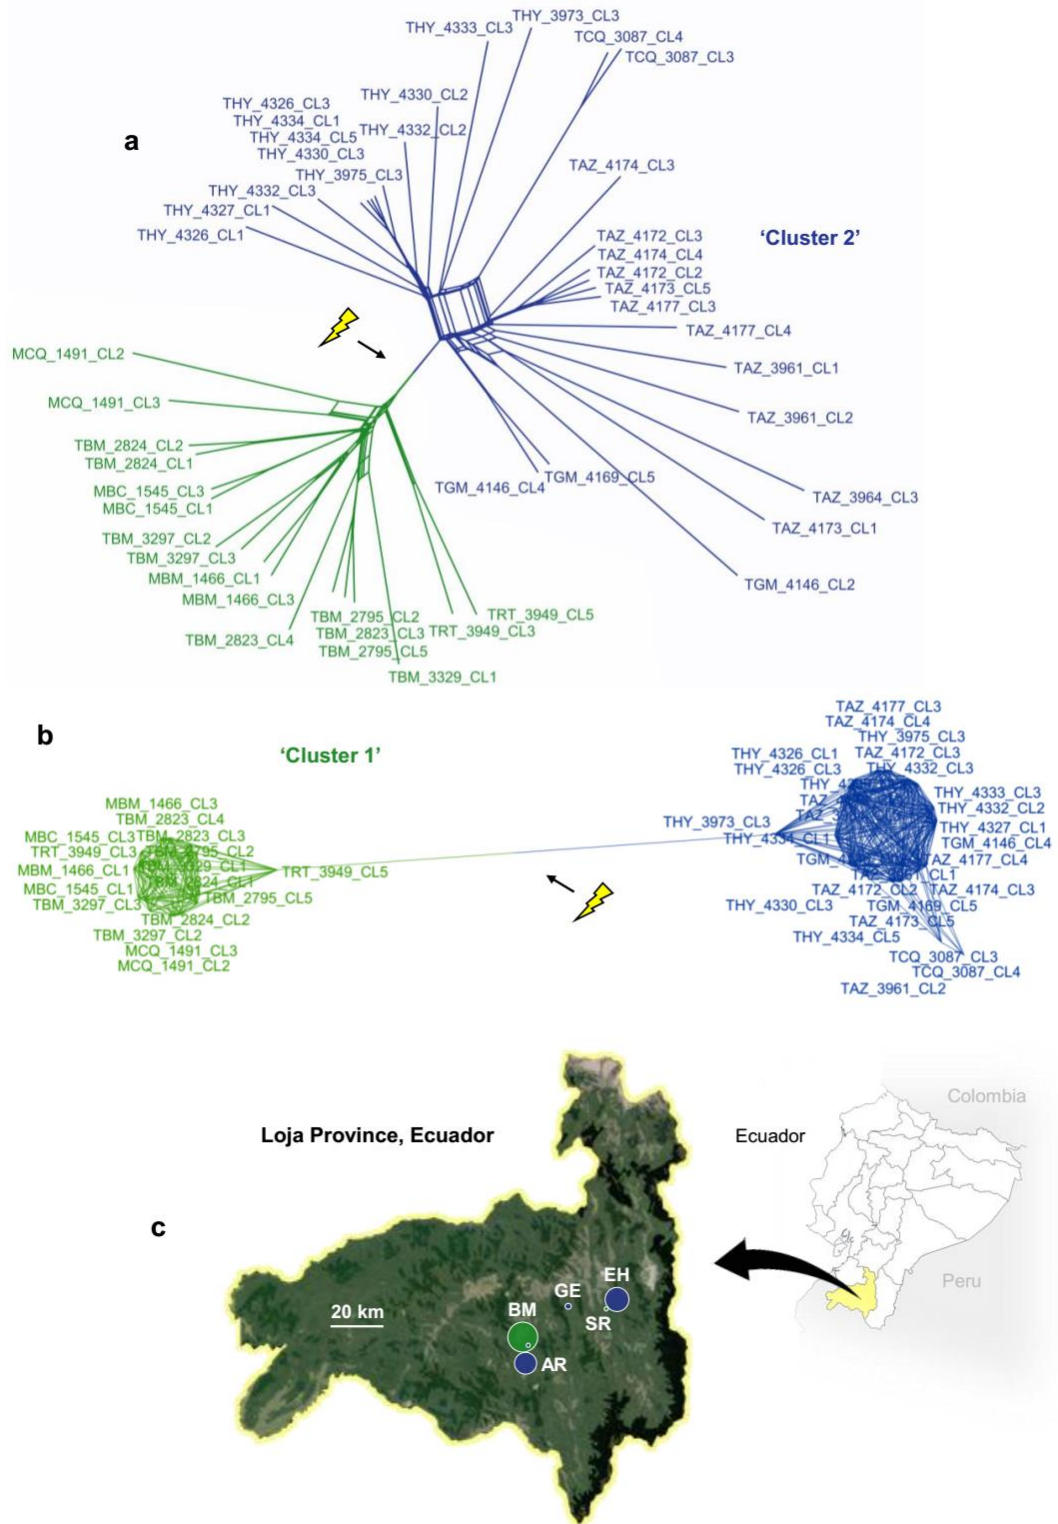 THY_3973_CL3
THY_4333_CL3
TCQ_3087_CL4
TCQ_3087_CL3
THY_4330_CL2
THY_4326_CL3
THY_4334_CL1
THY_4332_CL2
a
THY_4334_CL5
THY_4330_CL3
TAZ_4174_CL3
THY_3975_CL3
THY_4332_CL3
THY_4327_CL1
THY_4326_CL1
TAZ_4172_CL3
‘Cluster 2’
TAZ_4174_CL4
TAZ_4172_CL2
TAZ_4173_CL5
TAZ_4177_CL3
TAZ_4177_CL4
MCQ_1491_CL2
TAZ_3961_CL1
MCQ_1491_CL3
TAZ_3961_CL2
TBM_2824_CL2
TBM_2824_CL1
TGM_4169_CL5
TGM_4146_CL4
MBC_1545_CL3
TAZ_3964_CL3
MBC_1545_CL1
TAZ_4173_CL1
TBM_3297_CL2
TBM_3297_CL3
MBM_1466_CL1
TGM_4146_CL2
MBM_1466_CL3
TBM_2795_CL2
TRT_3949_CL5
TBM_2823_CL3
TRT_3949_CL3
TBM_2823_CL4
TBM_2795_CL5
TBM_3329_CL1
b
‘Cluster 1’
TAZ_4177_CL3
TAZ_4174_CL4
THY_3975_CL3
THY_4326_CL1
TAZ_4172_CL3
THY_4326_CL3
THY_4332_CL3
THY_4333_CL3
THY_4332_CL2
MBM_1466_CL3
TBM_2823_CL4
THY_3973_CL3
THY_4327_CL1
MBC_1545_CL3
TBM_2823_CL3
THY_4334_CL1
TGM_4146_CL4
TRT_3949_CL3
TBM_2795_CL2
TAZ_4177_CL4
MBM_1466_CL1
TRT_3949_CL5
MBC_1545_CL1
TAZ_4172_CL2
TAZ_4174_CL3
TBM_3297_CL3
TBM_2795_CL5
THY_4330_CL3
TGM_4169_CL5
TBM_2824_CL2
TAZ_4173_CL5
TBM_3297_CL2
THY_4334_CL5
MCQ_1491_CL3
TCQ_3087_CL3
MCQ_1491_CL2
TCQ_3087_CL4
TAZ_3961_CL2
Colombia
Loja Province, Ecuador
Ecuador
c
Peru
EH
GE
20 km
BM
SR
AR